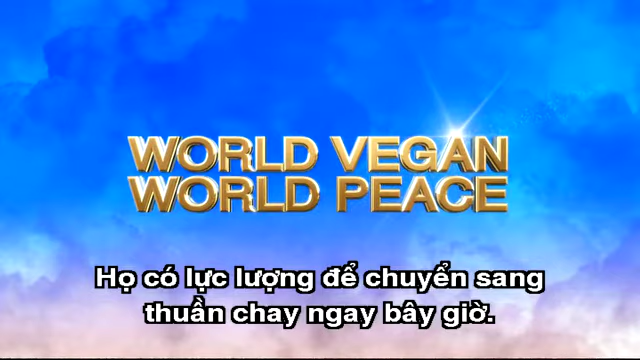 WORLD VEGAN
WORLD PEACE
Họ có lực lượng để chuyển sang
thuần chay ngay bây giờ.